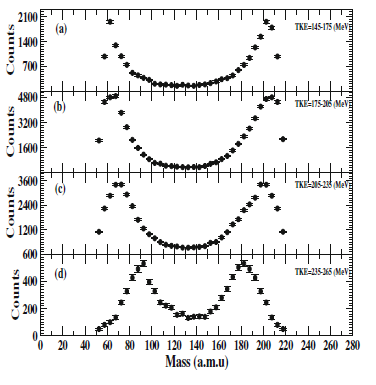 2100
(a)
TKE=145-175 (MeV
1400
700
Counts
4800
(b)
TKE=175-205 (MeV
3200
1600
Counts
3600
(c)
TKE=205-235 (MeV
2400
1200
Counts
600
(d)
TKE=235-265 (MeV
400
200
0
Counts
0 20 40 60 80 100 120 140 160 180 200 220 240 260 280
Mass (a.m.u)